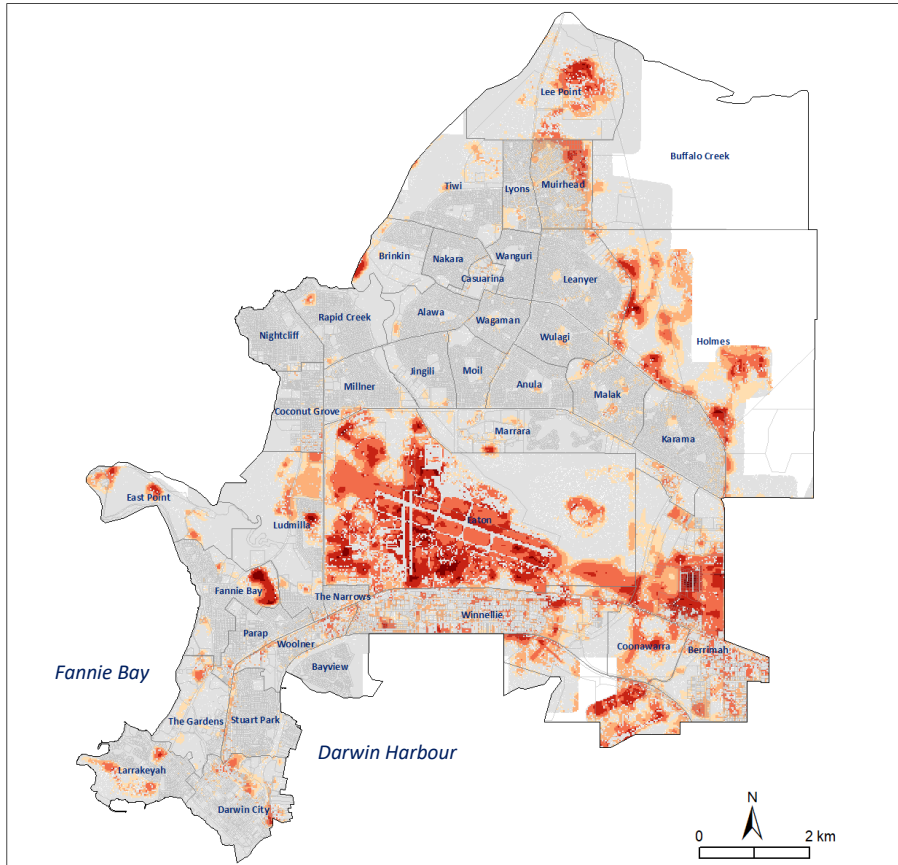 Lee Point
Buffalo Creek
Tiwi
Lyons
Muirhead
Brinkin
Nakara
Wanguri
Casuarina
Leanyer
Rapid Creek
Alawa
Wagaman
Nightcliff
Wulagi
Holmes
Jingili
Moil
Millner
Anula
Malak
Coconut Grove
Marrara
Karama
East Point
Ludmilla
Eaton
Fannie Bay
The Narrows
Winnellie
Parap
Woolner
Coonawarra
Berrimah
Fannie Bay
Bayview
The Gardens
Stuart Park
Darwin Harbour
Larrakeyah
Darwin City
N
0 2 km